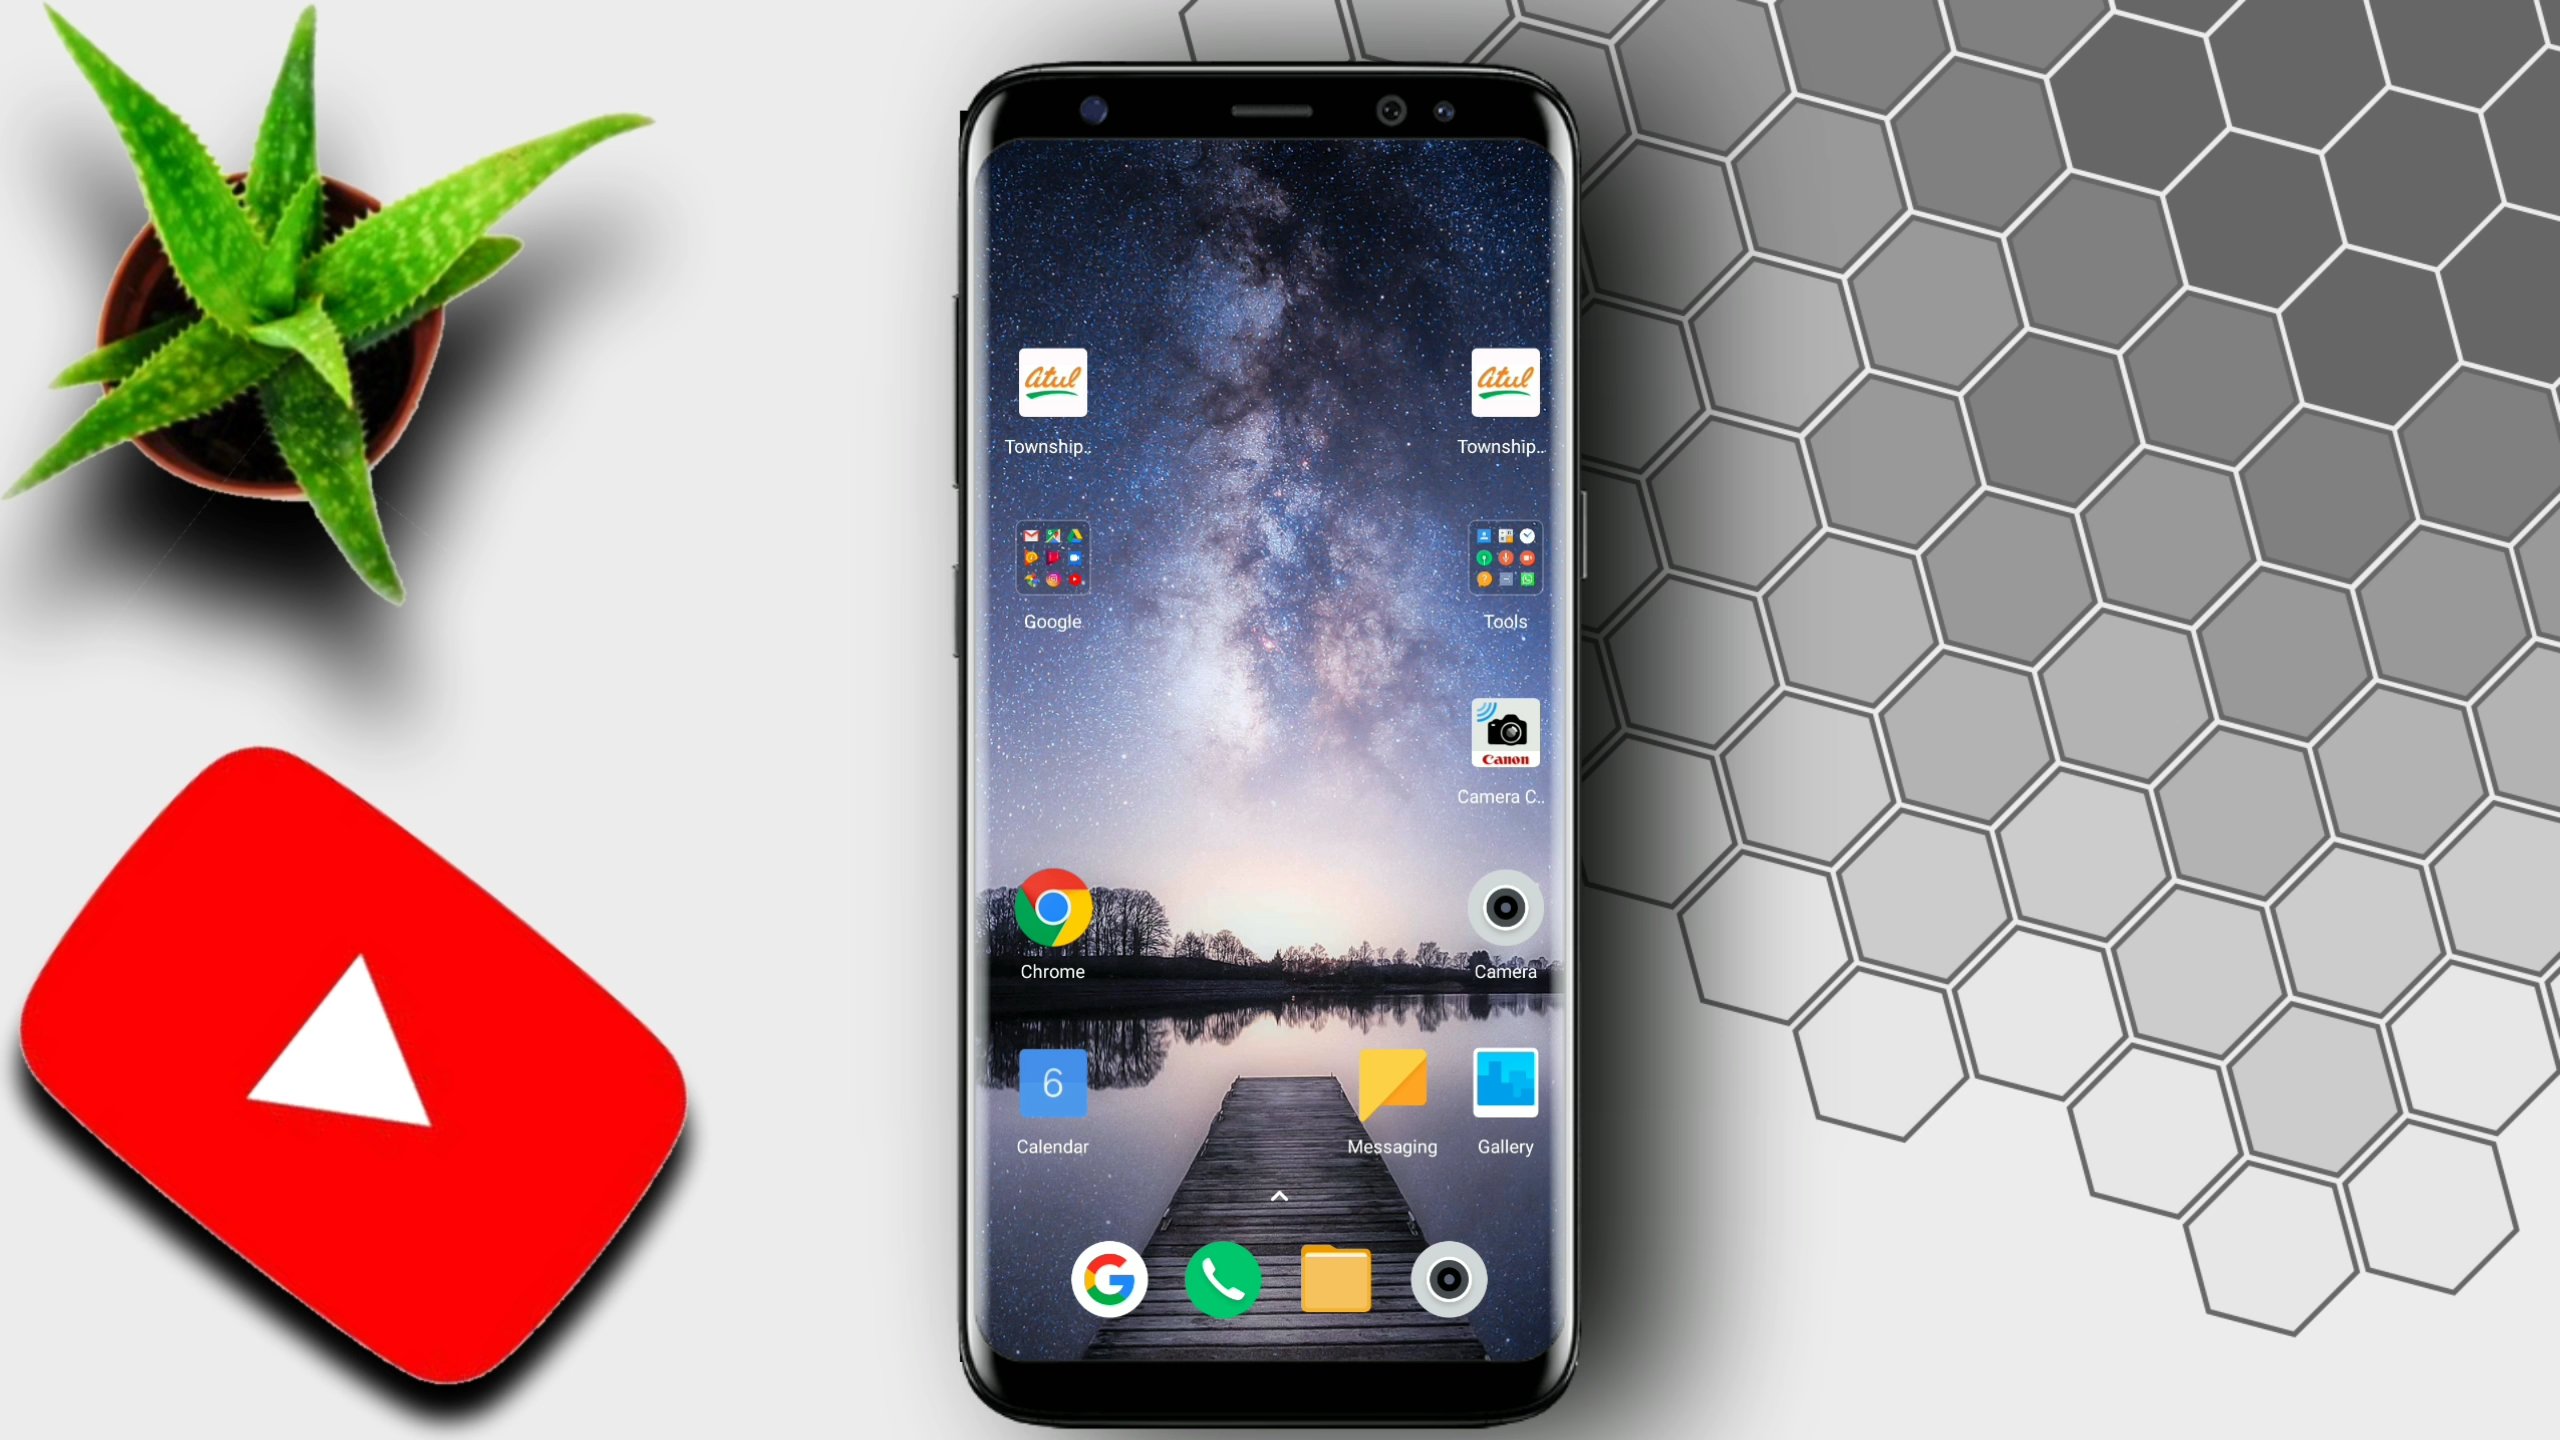 atul
atul
Township..
Township..
Google
Tools
Canon
Camera C..
Chrome
Camera
6
Calendar
Messaging
Gallery